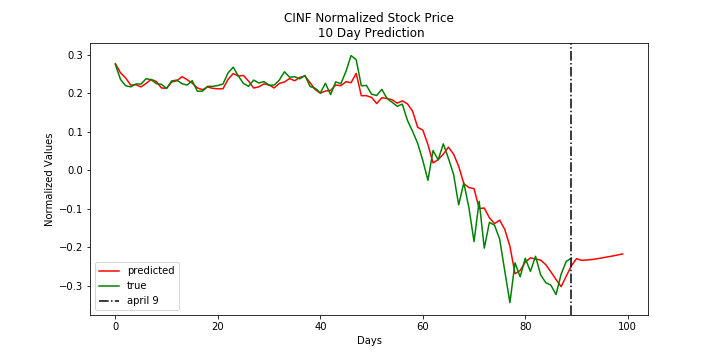 CINF Normalized Stock Price
10 Day Prediction
Normalized Values
0.3
0.2
0.1
0.0
−0.1
−0.2
−0.3
predicted
true
april 9
0 20 40 60 80 100
Days